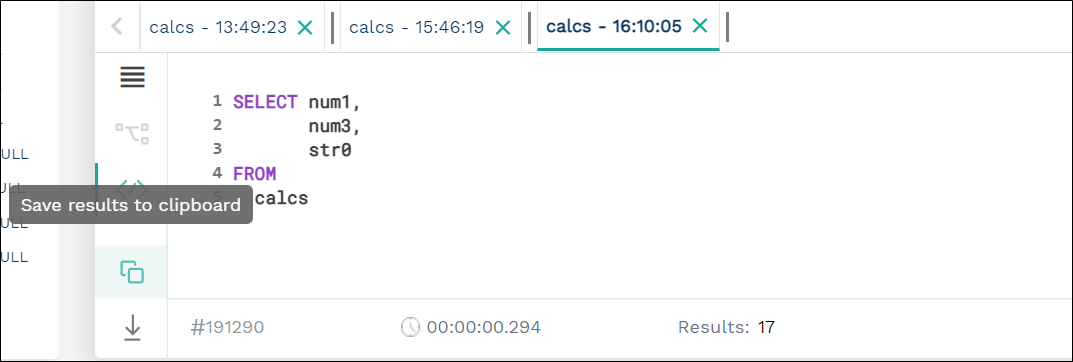 calcs - 13:49:23
calcs - 15:46:19
calcs - 16:10:05
1 SELECT num1,
2 num3,
3 str0
4 FROM
5 calcs
ULL
ULL
ULL
ULL
Save results to clipboard
#191290
00:00:00.294
Results: 17